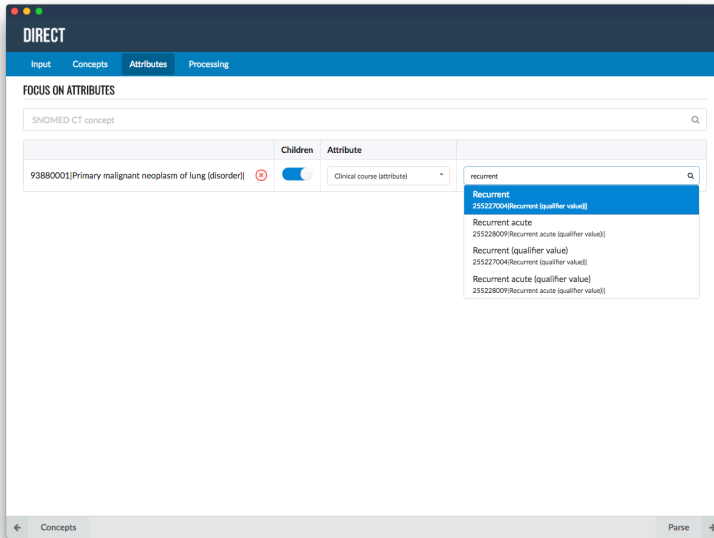 DIRECT
Input Concepts Attributes Processing
FOCUS ON ATTRIBUTES
SNOMED CT concept
Children Attribute
93880001|Primary malignant neoplasm of lung (disorder)| Clinical course (attribute) recurrent
Recurrent
255227004|Recurrent (qualifier value)||
Recurrent acute
255228009|Recurrent acute (qualifier value)||
Recurrent (qualifier value)
255227004|Recurrent (qualifier value)||
Recurrent acute (qualifier value)
255228009|Recurrent acute (qualifier value)||
Concepts Parse